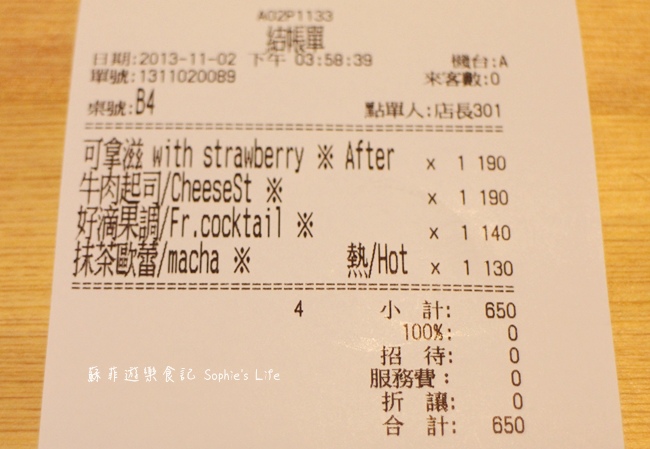 A02P1133
結帳單
日期:2013-11-02 下午 03:58:39 機台:A
單號:1311020089 來客數:0
桌號:B4 點單人:店長301
可拿滋 with strawberry ※ After x 1 190
牛肉起司/CheeseSt ※ x 1 190
好滴果調/Fr.cocktail ※ x 1 140
抹茶歐蕾/macha ※ 熱/Hot x 1 130
4 小 計: 650
100%: 0
招 待: 0
服務費: 0
折 讓: 0
合 計: 650
蘇菲遊樂食記 Sophie's Life